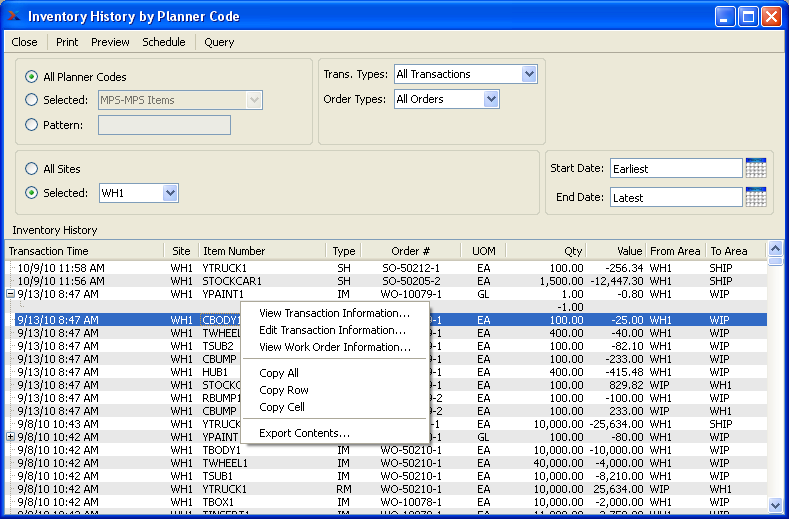 Inventory History by Planner Code
Close Print Preview Schedule Query
All Planner Codes
Selected: MPS-MPS Items
Pattern:
Trans. Types: All Transactions
Order Types: All Orders
All Sites
Selected: WH1
Start Date: Earliest
End Date: Latest
Inventory History
Transaction Time Site Item Number Type Order # UOM Qty Value From Area To Area
10/9/10 11:58 AM WH1 YTRUCK1 SH SO-50212-1 EA 100.00 -256.34 WH1 SHIP
10/9/10 11:56 AM WH1 STOCKCAR1 SH SO-50205-2 EA 1,500.00 -12,447.30 WH1 SHIP
9/13/10 8:47 AM WH1 YPAINT1 IM WO-10079-1 GL 1.00 -0.80 WH1 WIP
-1.00
9/13/10 8:47 AM WH1 CBODY1 9-1 EA 100.00 -25.00 WH1 WIP
9/13/10 8:47 AM WH1 TWHEEL 9-1 EA 400.00 -40.00 WH1 WIP
9/13/10 8:47 AM WH1 TSUB2 9-1 EA 100.00 -82.10 WH1 WIP
9/13/10 8:47 AM WH1 CBUMP 9-1 EA 100.00 -233.00 WH1 WIP
9/13/10 8:47 AM WH1 HUB1 9-1 EA 400.00 -415.48 WH1 WIP
9/13/10 8:47 AM WH1 STOCKC 9-1 EA 100.00 829.82 WIP WH1
9/13/10 8:47 AM WH1 RBUMP1 9-2 EA 100.00 -100.00 WH1 WIP
9/13/10 8:47 AM WH1 CBUMP 9-2 EA 100.00 233.00 WIP WH1
9/8/10 10:43 AM WH1 YTRUCK -1 EA 10,000.00 -25,634.00 WH1 SHIP
9/8/10 10:42 AM WH1 YPAINT -1 GL 100.00 -80.00 WH1 WIP
9/8/10 10:42 AM WH1 TBODY1 IM WO-50210-1 EA 10,000.00 -2,000.00 WH1 WIP
9/8/10 10:42 AM WH1 TWHEEL1 IM WO-50210-1 EA 40,000.00 -4,000.00 WH1 WIP
9/8/10 10:42 AM WH1 TSUB1 IM WO-50210-1 EA 10,000.00 -8,210.00 WH1 WIP
9/8/10 10:42 AM WH1 YTRUCK1 RM WO-50210-1 EA 10,000.00 25,634.00 WIP WH1
9/8/10 10:42 AM WH1 TBOX1 IM WO-10078-1 EA 10,000.00 -2,000.00 WH1 WIP
View Transaction Information...
Edit Transaction Information...
View Work Order Information...
Copy All
Copy Row
Copy Cell
Export Contents...